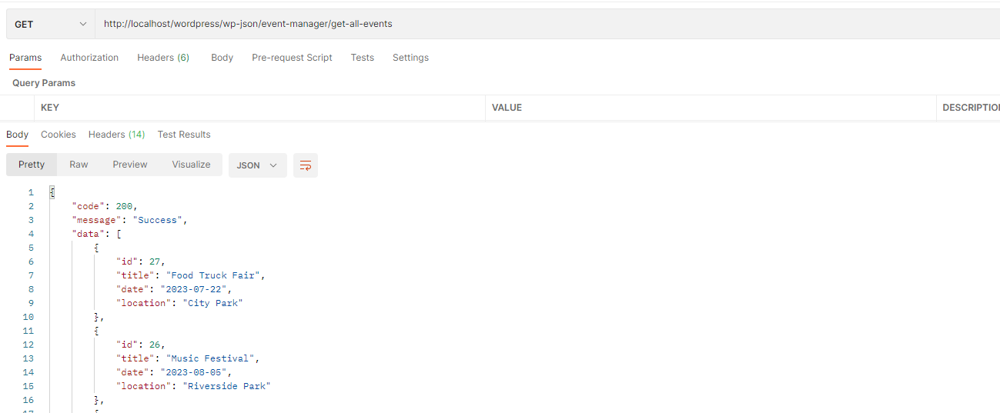 GET http://localhost/wordpress/wp-json/event-manager/get-all-events
Params Authorization Headers (6) Body Pre-request Script Tests Settings
Query Params
KEY VALUE DESCRIPTIO
Body Cookies Headers (14) Test Results
Pretty Raw Preview Visualize JSON
1 {
2 "code": 200,
3 "message": "Success",
4 "data": [
5 {
6 "id": 27,
7 "title": "Food Truck Fair",
8 "date": "2023-07-22",
9 "location": "City Park"
10 },
11 {
12 "id": 26,
13 "title": "Music Festival",
14 "date": "2023-08-05",
15 "location": "Riverside Park"
16 },
17 {